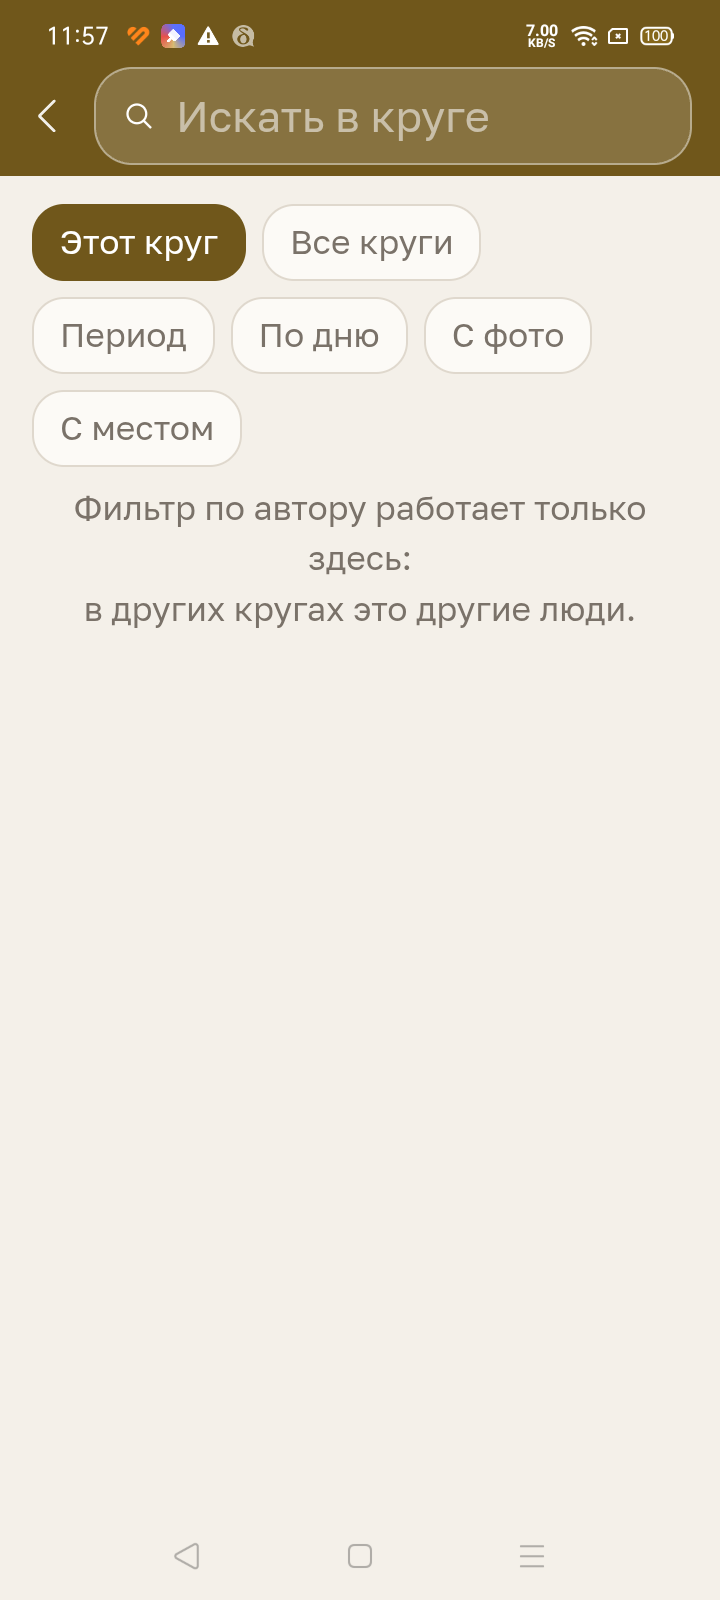 11:57
7.00
KB/S
100
Искать в круге
Этот круг
Все круги
Период
По дню
С фото
С местом
Фильтр по автору работает только
здесь:
в других кругах это другие люди.